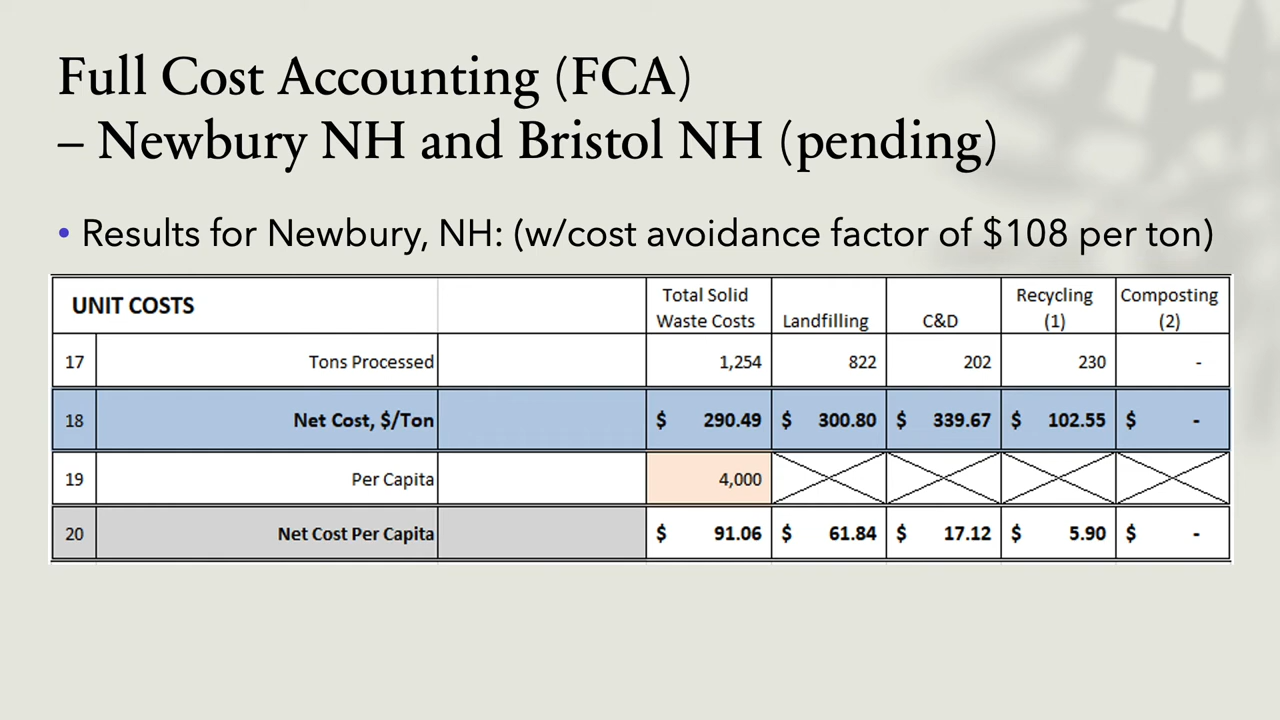 Full Cost Accounting (FCA)
– Newbury NH and Bristol NH (pending)
• Results for Newbury, NH: (w/cost avoidance factor of $108 per ton)
UNIT COSTS Total Solid Waste Costs Landfilling C&D Recycling (1) Composting (2)
17 Tons Processed 1,254 822 202 230 -
18 Net Cost, $/Ton $ 290.49 $ 300.80 $ 339.67 $ 102.55 $ -
19 Per Capita 4,000
20 Net Cost Per Capita $ 91.06 $ 61.84 $ 17.12 $ 5.90 $ -